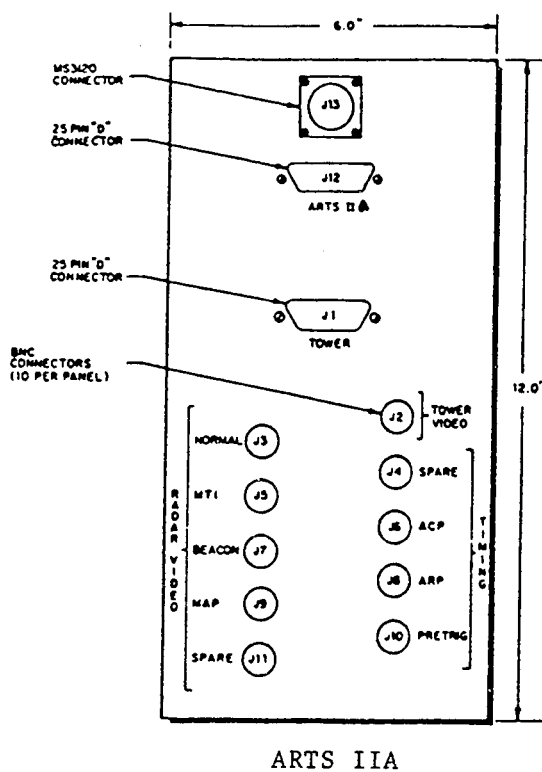 6.0"
MS3120
CONNECTOR
J13
25 PIN "D"
CONNECTOR
J12
ARTS II A
25 PIN "D"
CONNECTOR
J1
TOWER
BNC
CONNECTORS
(10 PER PANEL)
12.0"
J2
TOWER
VIDEO
NORMAL J3
J4 SPARE
MTI J5
J6 ACP
BEACON J7
J8 ARP
MAP J9
J10 PRETRIG
SPARE J11
RADAR VIDEO
TIMING
ARTS IIA